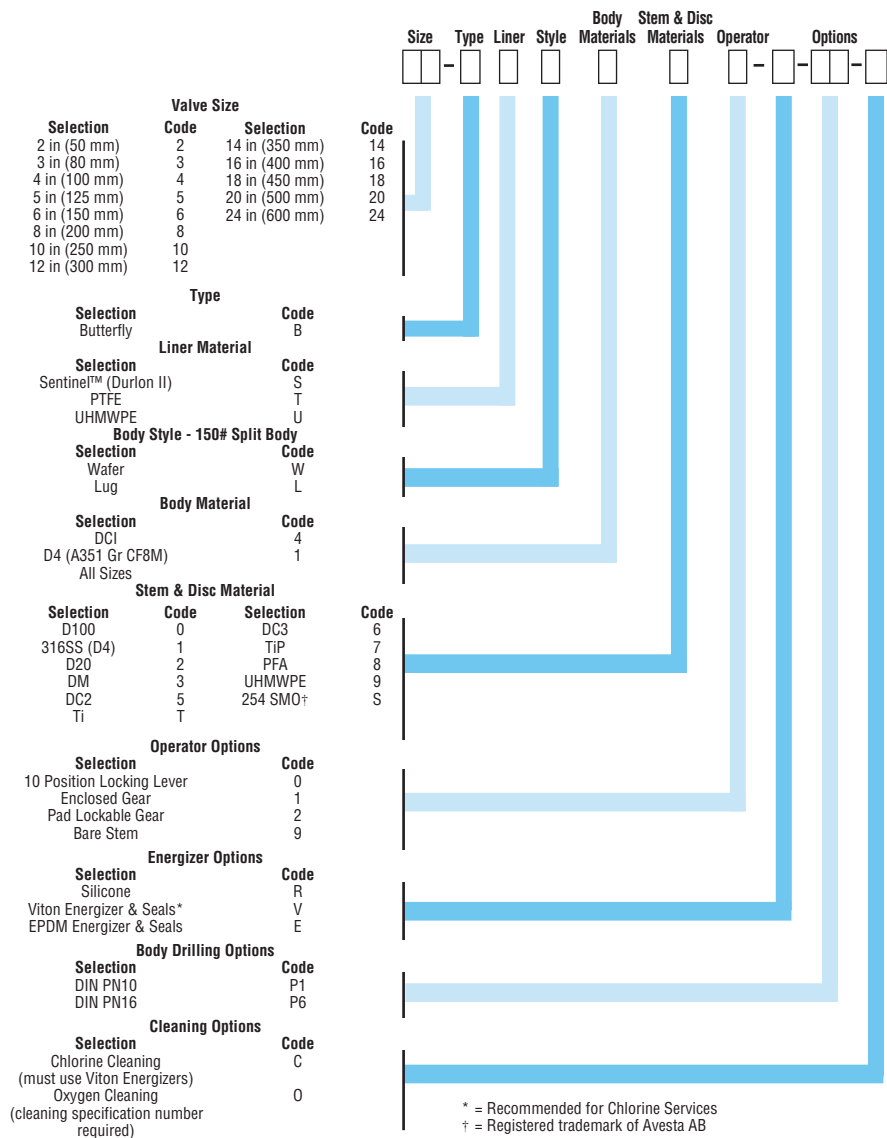 Size Type Liner Style Body Materials Stem & Disc Materials Operator Options
– – – –
Valve Size
Selection Code Selection Code
2 in (50 mm) 2 14 in (350 mm) 14
3 in (80 mm) 3 16 in (400 mm) 16
4 in (100 mm) 4 18 in (450 mm) 18
5 in (125 mm) 5 20 in (500 mm) 20
6 in (150 mm) 6 24 in (600 mm) 24
8 in (200 mm) 8
10 in (250 mm) 10
12 in (300 mm) 12
Type
Selection Code
Butterfly B
Liner Material
Selection Code
Sentinel™ (Durlon II) S
PTFE T
UHMWPE U
Body Style - 150# Split Body
Selection Code
Wafer W
Lug L
Body Material
Selection Code
DCI 4
D4 (A351 Gr CF8M) 1
All Sizes
Stem & Disc Material
Selection Code Selection Code
D100 0 DC3 6
316SS (D4) 1 TiP 7
D20 2 PFA 8
DM 3 UHMWPE 9
DC2 5 254 SMO† S
Ti T
Operator Options
Selection Code
10 Position Locking Lever 0
Enclosed Gear 1
Pad Lockable Gear 2
Bare Stem 9
Energizer Options
Selection Code
Silicone R
Viton Energizer & Seals* V
EPDM Energizer & Seals E
Body Drilling Options
Selection Code
DIN PN10 P1
DIN PN16 P6
Cleaning Options
Selection Code
Chlorine Cleaning C
(must use Viton Energizers)
Oxygen Cleaning O
(cleaning specification number
required)
* = Recommended for Chlorine Services
† = Registered trademark of Avesta AB